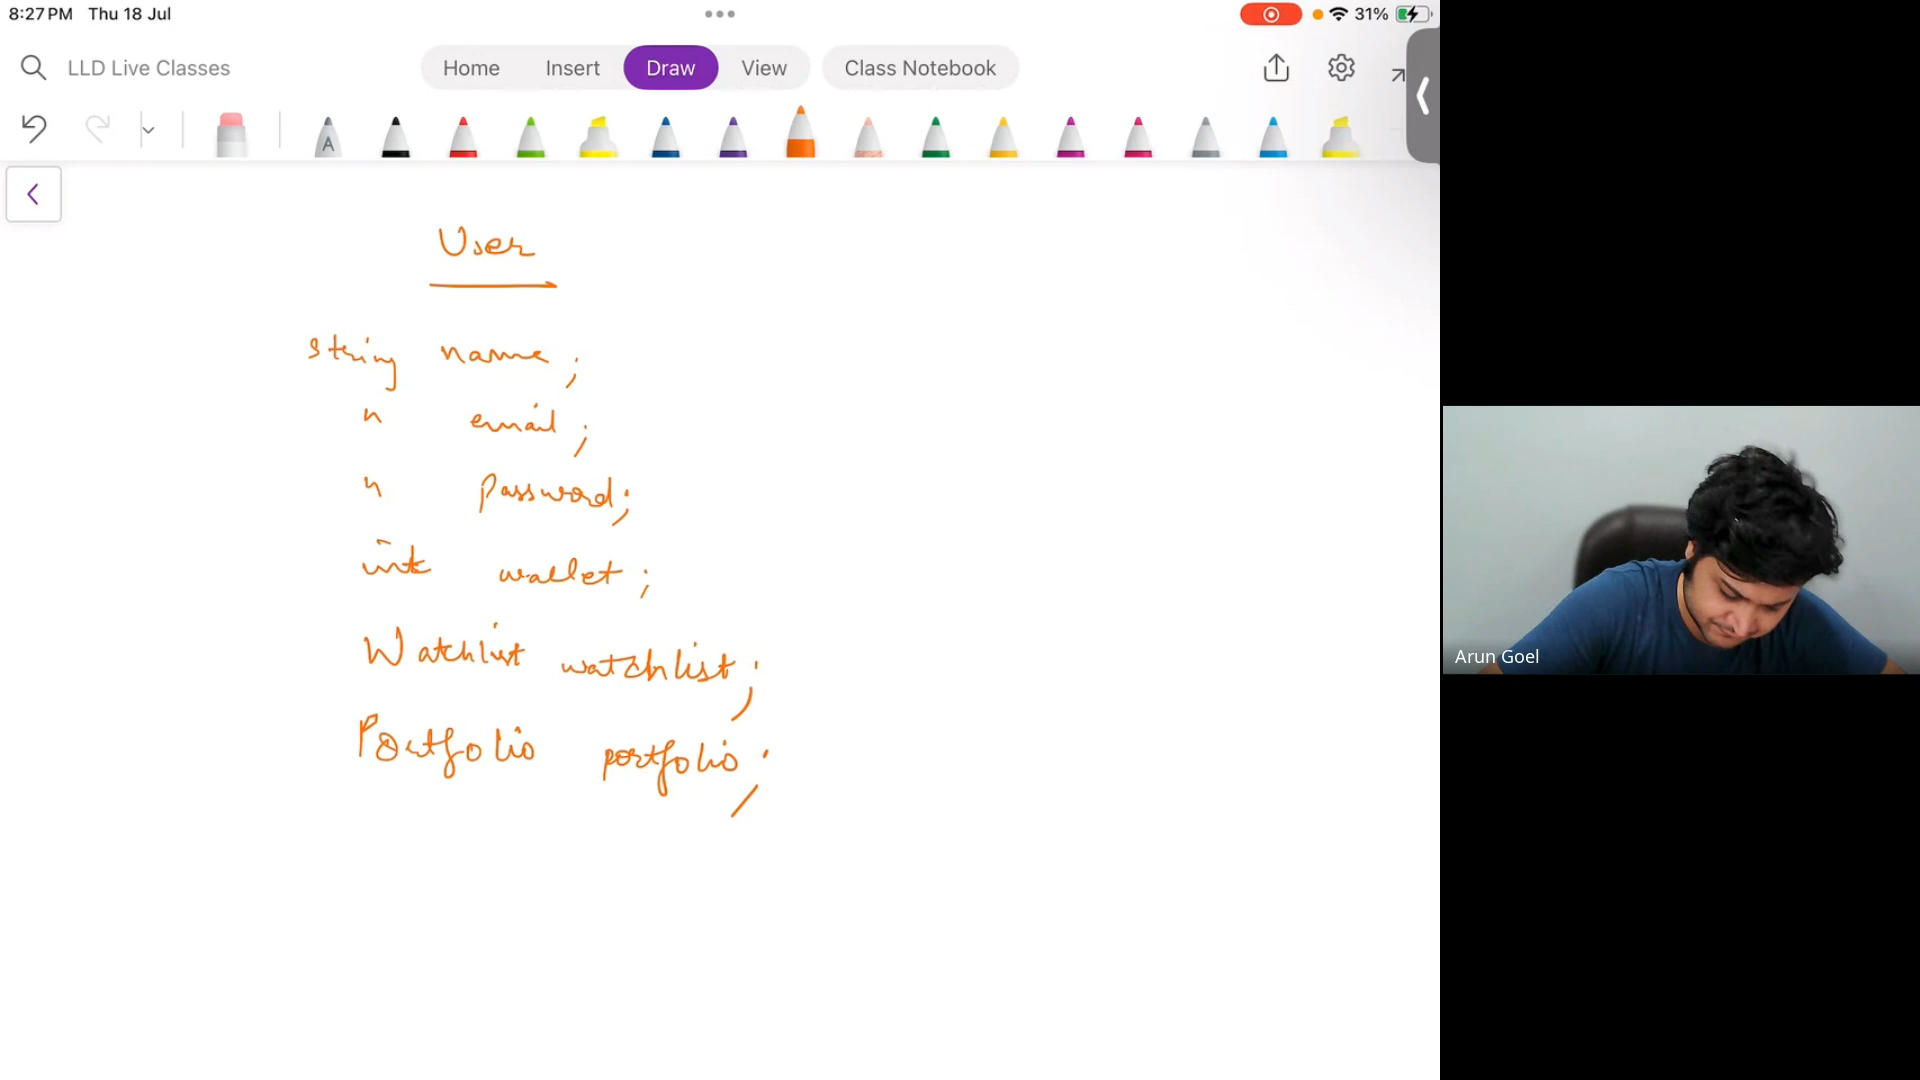 8:27 PM Thu 18 Jul
31%
LLD Live Classes
Home Insert Draw View Class Notebook
A
User
string name ;
" email ;
" password ;
int wallet ;
Watchlist watchlist ;
Portfolio portfolio ;
Arun Goel